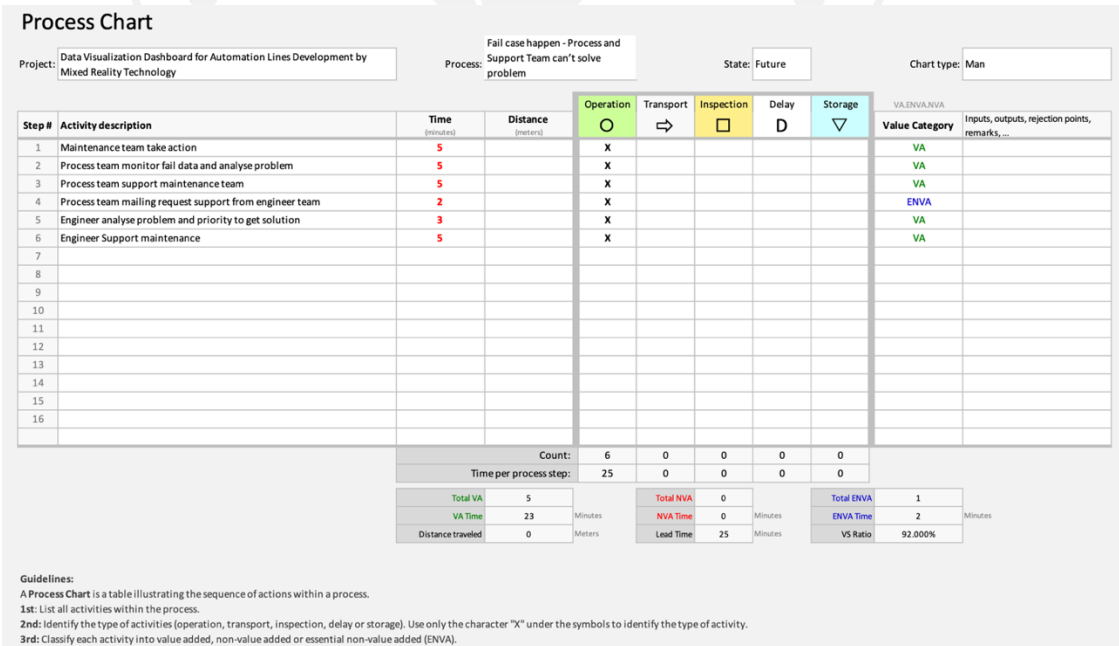 Process Chart
Project: Data Visualization Dashboard for Automation Lines Development by
Mixed Reality Technology
Process: Fail case happen - Process and
Support Team can't solve
problem
State: Future
Chart type: Man
Operation Transport Inspection Delay Storage VA.ENVA.NVA
Step # Activity description Time (minutes) Distance (meters) D Value Category Inputs, outputs, rejection points,
remarks, ...
1 Maintenance team take action 5 X VA
2 Process team monitor fail data and analyse problem 5 X VA
3 Process team support maintenance team 5 X VA
4 Process team mailing request support from engineer team 2 X ENVA
5 Engineer analyse problem and priority to get solution 3 X VA
6 Engineer Support maintenance 5 X VA
7
8
9
10
11
12
13
14
15
16
Count: 6 0 0 0 0
Time per process step: 25 0 0 0 0
Total VA 5 Total NVA 0 Total ENVA 1
VA Time 23 Minutes NVA Time 0 Minutes ENVA Time 2 Minutes
Distance traveled 0 Meters Lead Time 25 Minutes VS Ratio 92.000%
Guidelines:
A Process Chart is a table illustrating the sequence of actions within a process.
1st: List all activities within the process.
2nd: Identify the type of activities (operation, transport, inspection, delay or storage). Use only the character "X" under the symbols to identify the type of activity.
3rd: Classify each activity into value added, non-value added or essential non-value added (ENVA).